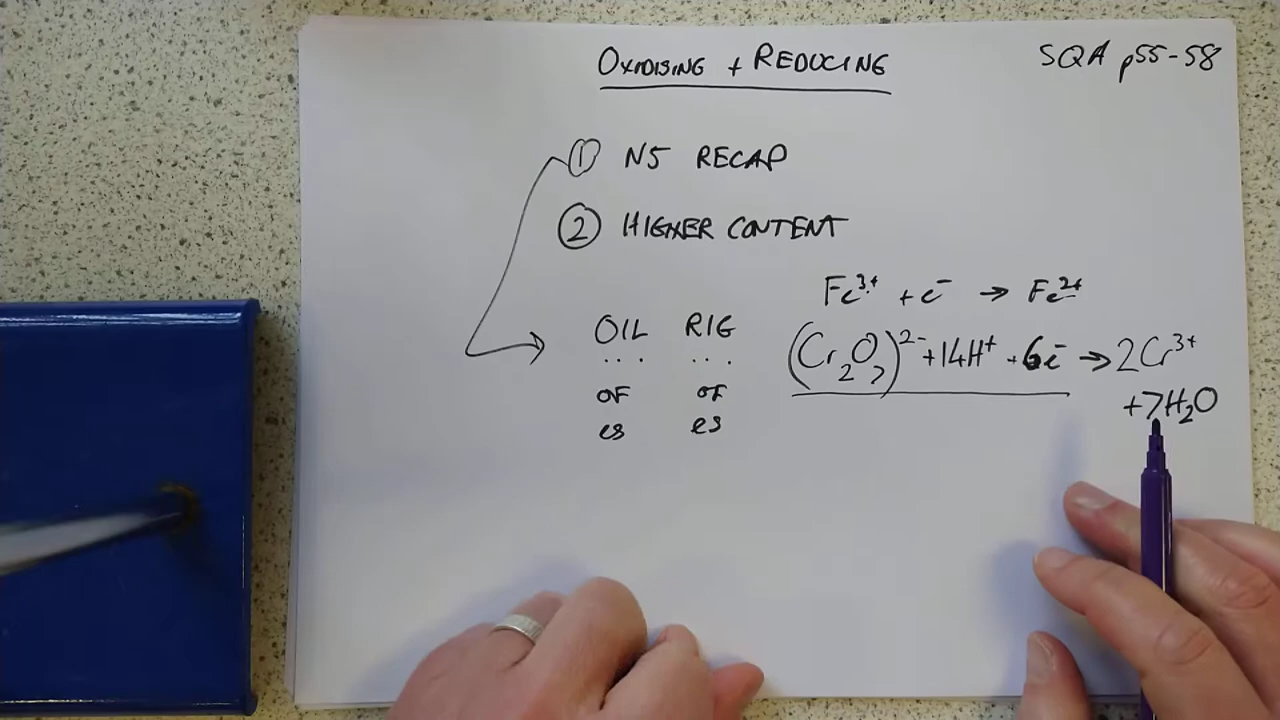 OXIDISING + REDUCING
SQA p55-58
① N5 RECAP
② HIGHER CONTENT
Fe³⁺ + e⁻ → Fe²⁺
OIL RIG
(Cr₂O₇)²⁻ + 14H⁺ + 6e⁻ → 2Cr³⁺
... ...
OF OF
+7H₂O
es es